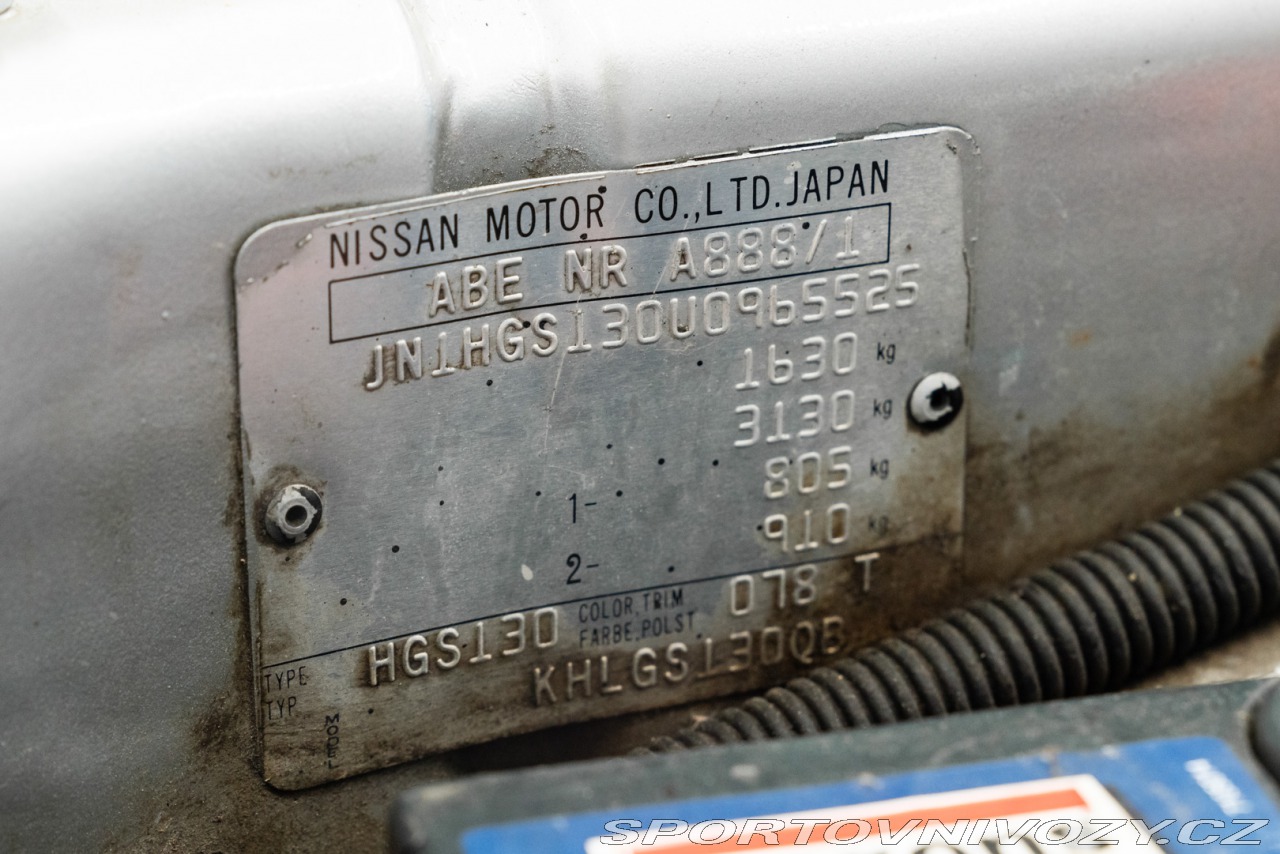 NISSAN MOTOR CO.,LTD.JAPAN
ABE NR A888/1
JN1HGS130U0965525
1630 kg
3130 kg
1- 805 kg
2- 910 kg
TYPE TYP HGS130 COLOR,TRIM FARBE,POLST 078 T
MODEL KHLGS130QB
SPORTOVNIVOZY.CZ